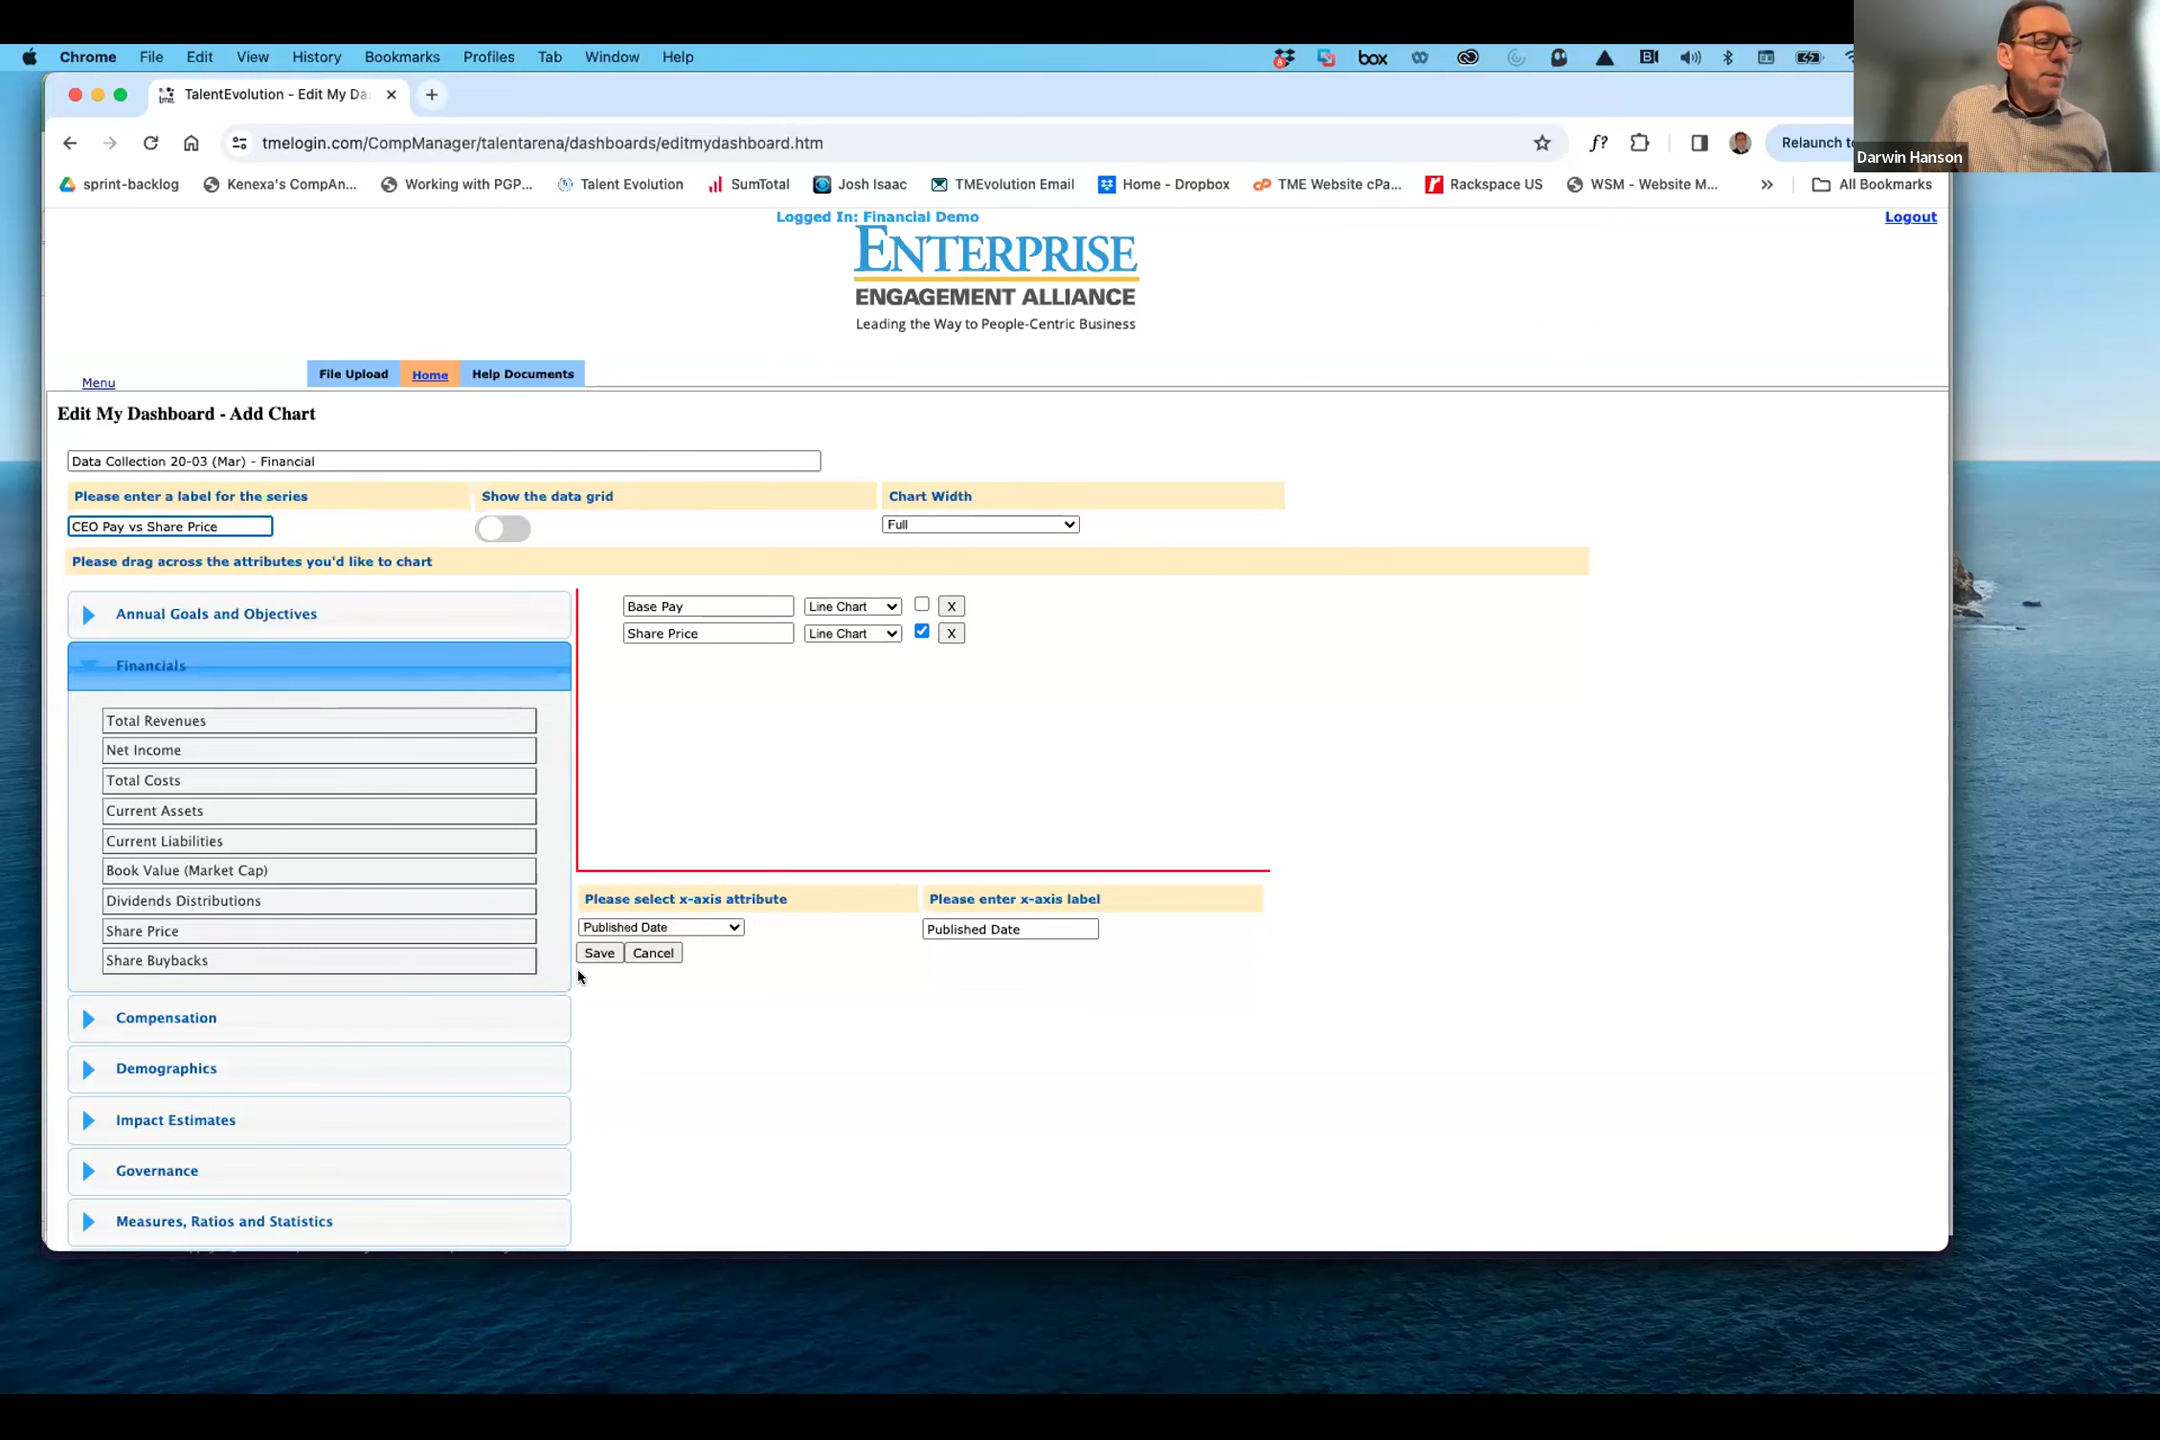 Chrome File Edit View History Bookmarks Profiles Tab Window Help
8 box
TalentEvolution - Edit My Da
tmelogin.com/CompManager/talentarena/dashboards/editmydashboard.htm
f? Relaunch to
Darwin Hanson
sprint-backlog Kenexa's CompAn... Working with PGP... Talent Evolution SumTotal Josh Isaac TMEvolution Email Home - Dropbox TME Website cPa... Rackspace US WSM - Website M... » All Bookmarks
Logged In: Financial Demo
Logout
ENTERPRISE
ENGAGEMENT ALLIANCE
Leading the Way to People-Centric Business
Menu
File Upload Home Help Documents
Edit My Dashboard - Add Chart
Data Collection 20-03 (Mar) - Financial
Please enter a label for the series Show the data grid Chart Width
CEO Pay vs Share Price Full
Please drag across the attributes you'd like to chart
Annual Goals and Objectives
Financials
Total Revenues
Net Income
Total Costs
Current Assets
Current Liabilities
Book Value (Market Cap)
Dividends Distributions
Share Price
Share Buybacks
Compensation
Demographics
Impact Estimates
Governance
Measures, Ratios and Statistics
Base Pay Line Chart X
Share Price Line Chart X
Please select x-axis attribute Please enter x-axis label
Published Date Published Date
Save Cancel